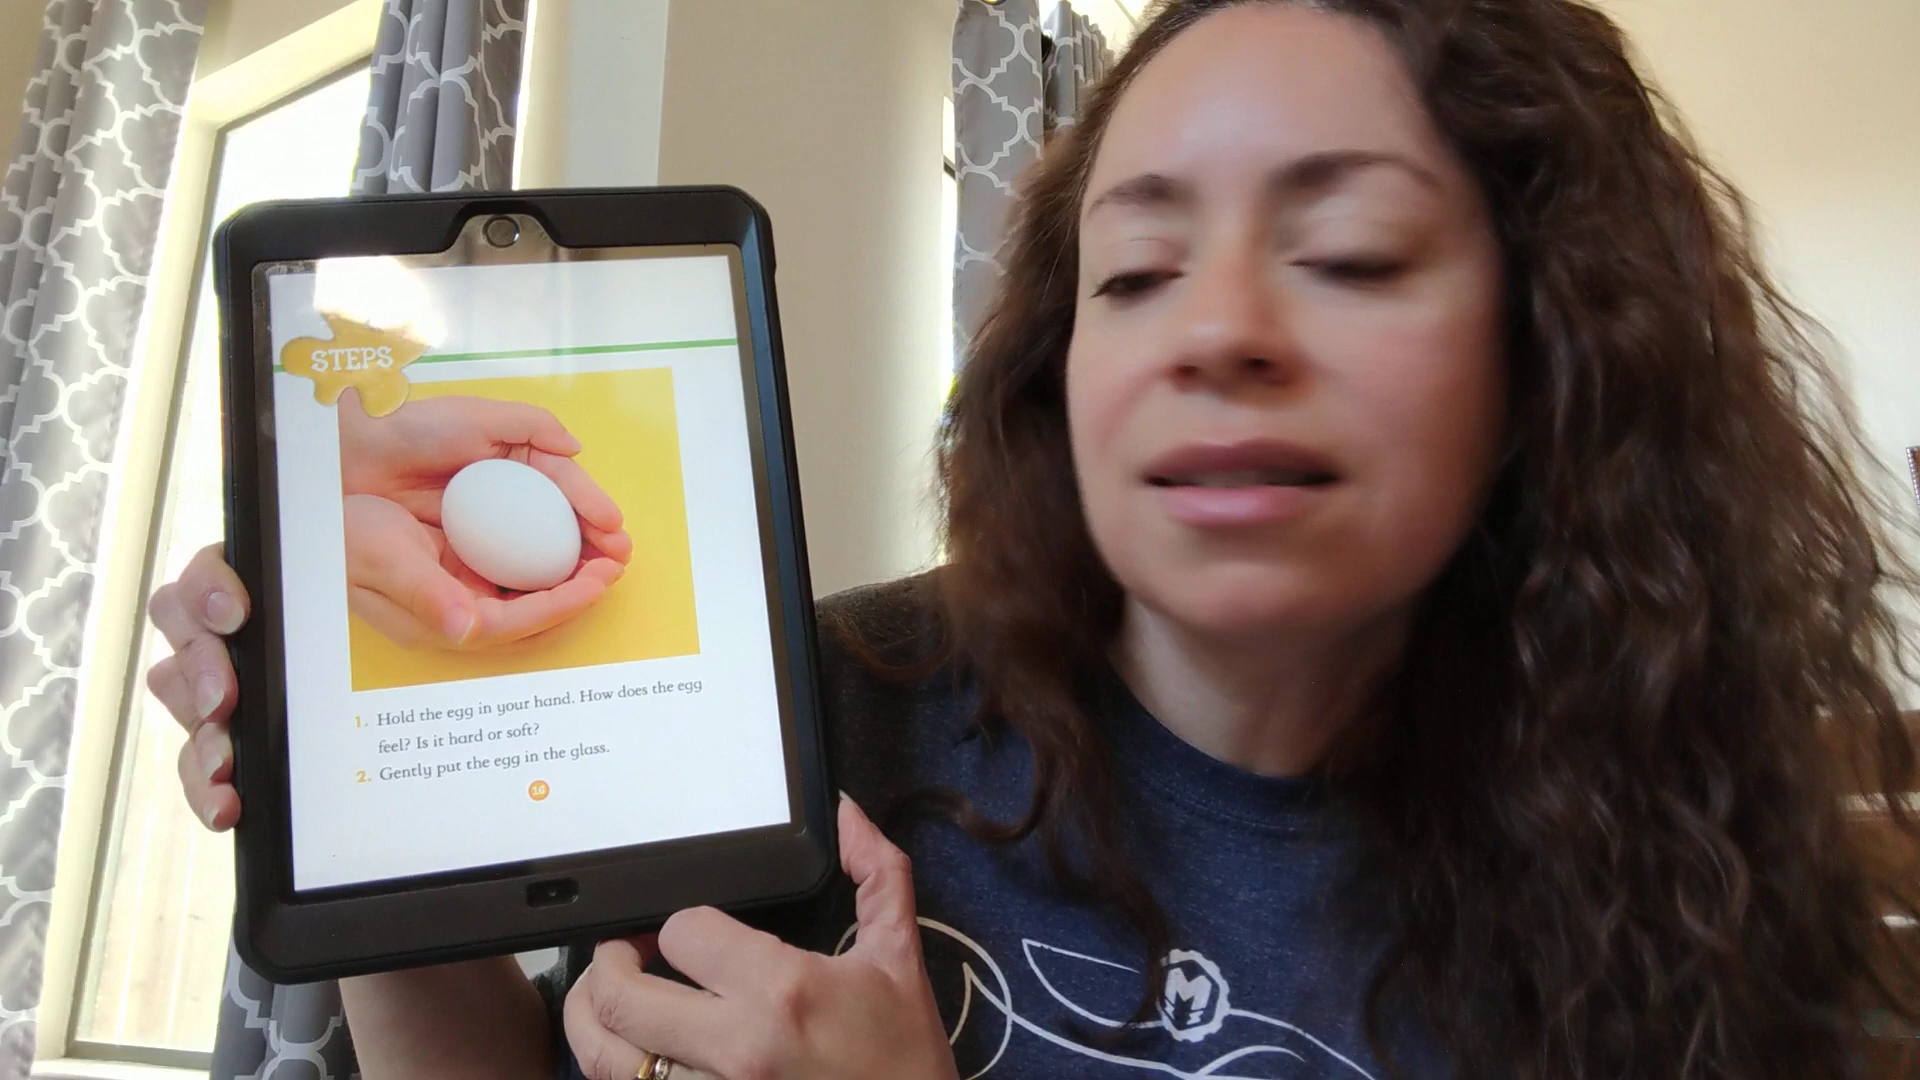 STEPS
1. Hold the egg in your hand. How does the egg
feel? Is it hard or soft?
2. Gently put the egg in the glass.
16
M